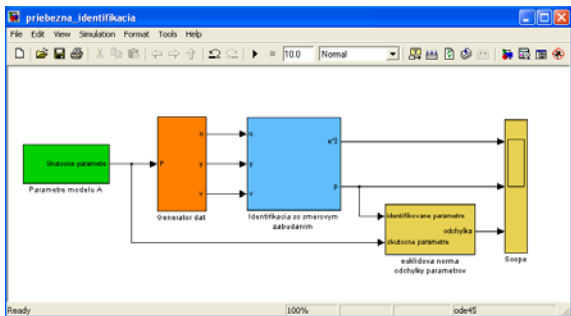 priebezna_identifikacia
File Edit View Simulation Format Tools Help
10.0 Normal
Skutocne parametre
Parametre modelu A
P
u
y
v
Generator dat
u
y
v
e^2
p
Identifikacia so smerovym
zabudanim
identifikovane parametre
odchylka
skutocne parametre
euklidova norma
odchylky parametrov
Scope
Ready 100% ode45